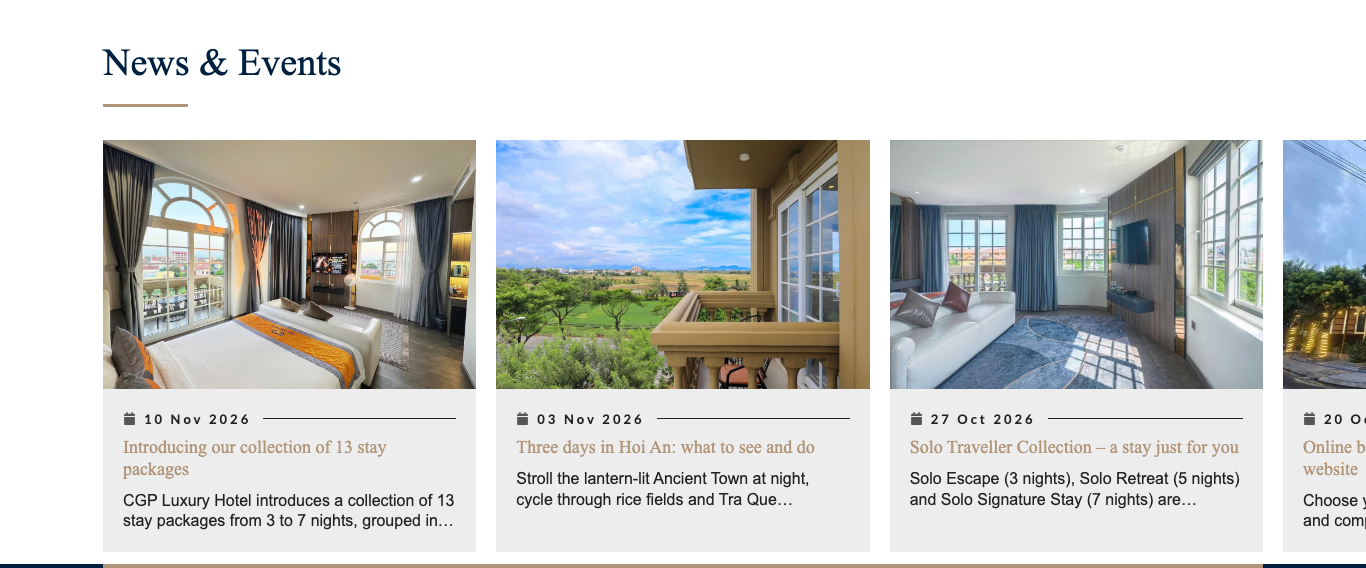 News & Events
10 Nov 2026
Introducing our collection of 13 stay
packages
CGP Luxury Hotel introduces a collection of 13
stay packages from 3 to 7 nights, grouped in…
03 Nov 2026
Three days in Hoi An: what to see and do
Stroll the lantern-lit Ancient Town at night,
cycle through rice fields and Tra Que…
27 Oct 2026
Solo Traveller Collection – a stay just for you
Solo Escape (3 nights), Solo Retreat (5 nights)
and Solo Signature Stay (7 nights) are…
20
Online
website
Choose
and